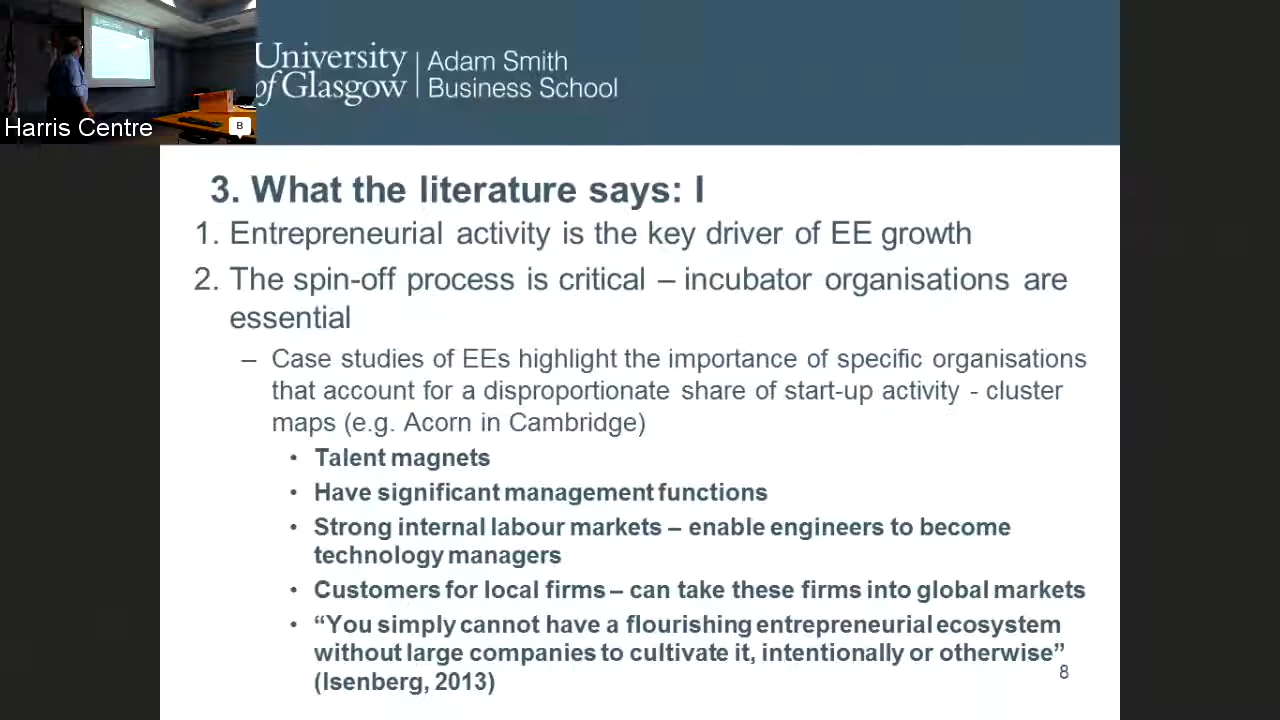 University
of Glasgow
Adam Smith
Business School
Harris Centre
B
3. What the literature says: I
1. Entrepreneurial activity is the key driver of EE growth
2. The spin-off process is critical – incubator organisations are
essential
– Case studies of EEs highlight the importance of specific organisations
that account for a disproportionate share of start-up activity - cluster
maps (e.g. Acorn in Cambridge)
• Talent magnets
• Have significant management functions
• Strong internal labour markets – enable engineers to become
technology managers
• Customers for local firms – can take these firms into global markets
• “You simply cannot have a flourishing entrepreneurial ecosystem
without large companies to cultivate it, intentionally or otherwise”
(Isenberg, 2013)
8